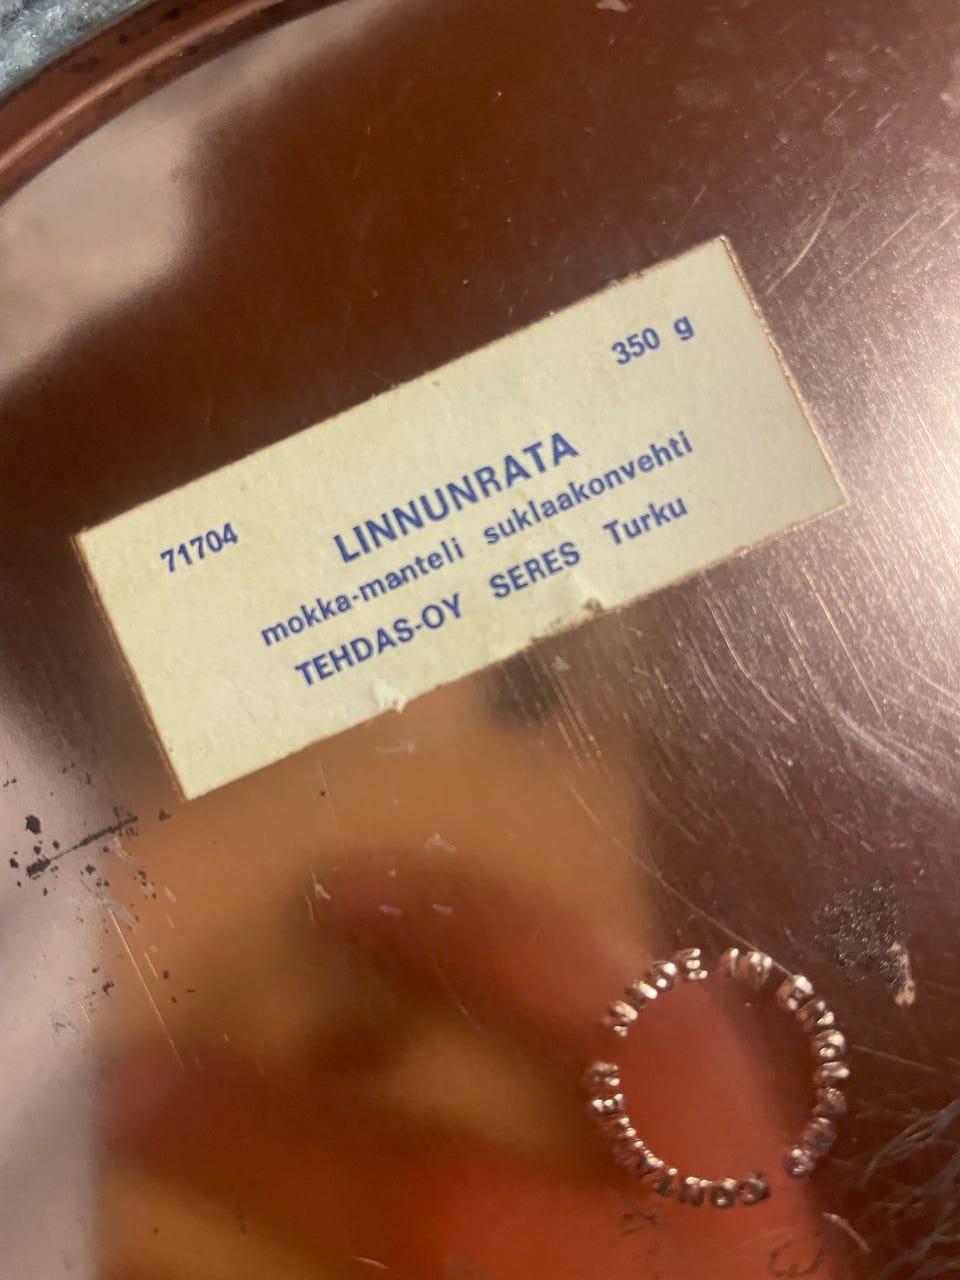 350 g
71704
LINNUNRATA
mokka-manteli suklaakonvehti
TEHDAS-OY SERES Turku
CONTAINER MADE IN ENGLAND